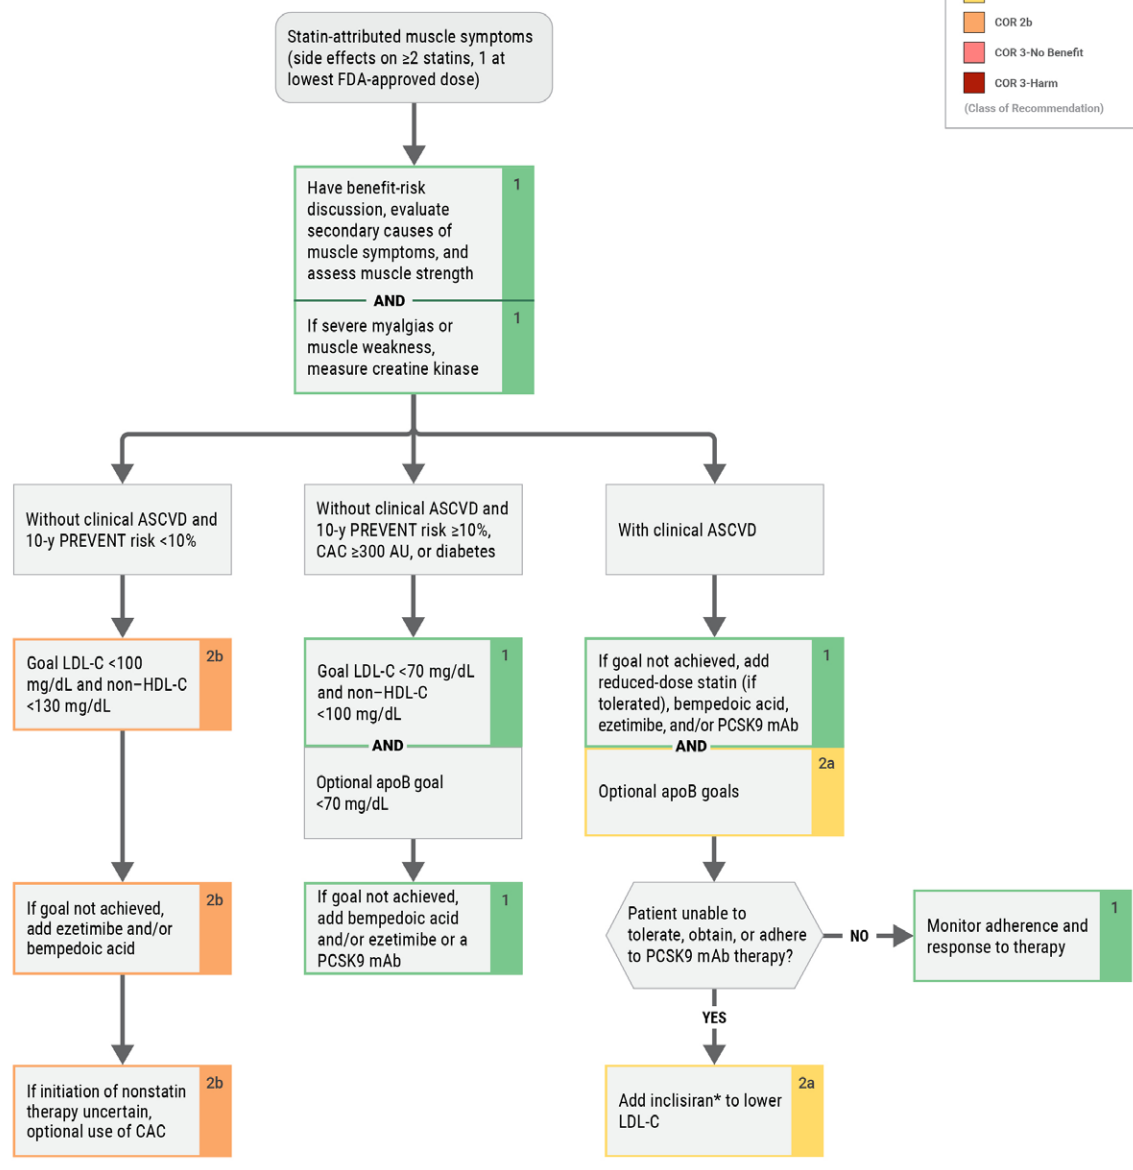 COR 2b
COR 3-No Benefit
COR 3-Harm
(Class of Recommendation)
Statin-attributed muscle symptoms
(side effects on ≥2 statins, 1 at
lowest FDA-approved dose)
Have benefit-risk
discussion, evaluate
secondary causes of
muscle symptoms, and
assess muscle strength
1
AND
If severe myalgias or
muscle weakness,
measure creatine kinase
1
Without clinical ASCVD and
10-y PREVENT risk <10%
Goal LDL-C <100
mg/dL and non–HDL-C
<130 mg/dL
2b
If goal not achieved,
add ezetimibe and/or
bempedoic acid
2b
If initiation of nonstatin
therapy uncertain,
optional use of CAC
2b
Without clinical ASCVD and
10-y PREVENT risk ≥10%,
CAC ≥300 AU, or diabetes
Goal LDL-C <70 mg/dL
and non–HDL-C
<100 mg/dL
1
AND
Optional apoB goal
<70 mg/dL
If goal not achieved,
add bempedoic acid
and/or ezetimibe or a
PCSK9 mAb
1
With clinical ASCVD
If goal not achieved, add
reduced-dose statin (if
tolerated), bempedoic acid,
ezetimibe, and/or PCSK9 mAb
1
AND
Optional apoB goals
2a
Patient unable to
tolerate, obtain, or adhere
to PCSK9 mAb therapy?
NO
Monitor adherence and
response to therapy
1
YES
Add inclisiran* to lower
LDL-C
2a